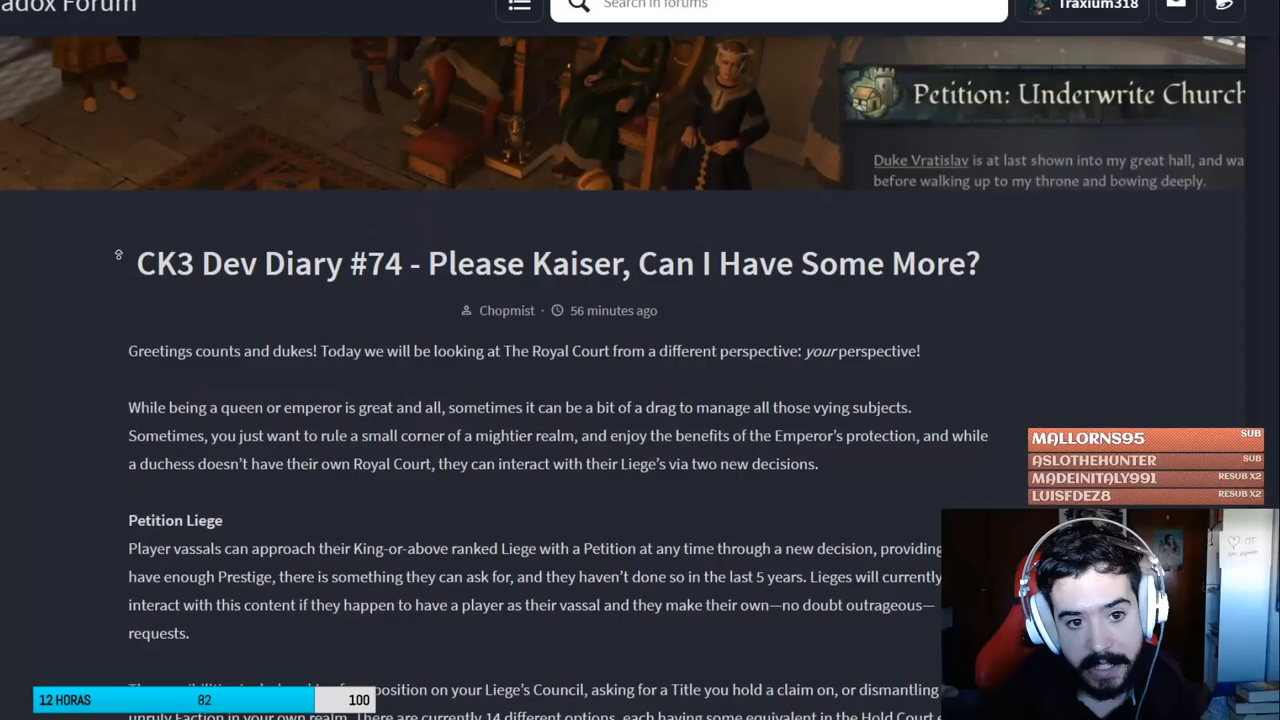 adox Forum
Search in forums
Traxium318
Petition: Underwrite Church
Duke Vratislav is at last shown into my great hall, and wa
before walking up to my throne and bowing deeply.
CK3 Dev Diary #74 - Please Kaiser, Can I Have Some More?
Chopmist · 56 minutes ago
Greetings counts and dukes! Today we will be looking at The Royal Court from a different perspective: your perspective!
While being a queen or emperor is great and all, sometimes it can be a bit of a drag to manage all those vying subjects.
Sometimes, you just want to rule a small corner of a mightier realm, and enjoy the benefits of the Emperor's protection, and while
a duchess doesn't have their own Royal Court, they can interact with their Liege's via two new decisions.
MALLORNS95 SUB
ASLOTHEHUNTER SUB
MADEINITALY991 RESUB X2
LUISFDEZ8 RESUB X2
Petition Liege
Player vassals can approach their King-or-above ranked Liege with a Petition at any time through a new decision, providing
have enough Prestige, there is something they can ask for, and they haven't done so in the last 5 years. Lieges will currently
interact with this content if they happen to have a player as their vassal and they make their own—no doubt outrageous—
requests.
position on your Liege's Council, asking for a Title you hold a claim on, or dismantling
unruly Faction in your own realm. There are currently 14 different options, each having some equivalent in the Hold Court
12 HORAS 82 100